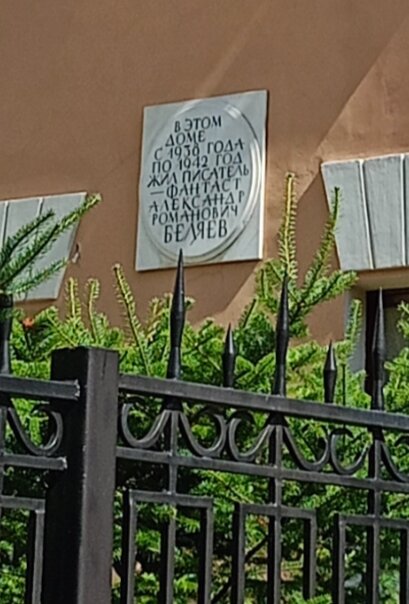 В ЭТОМ
ДОМЕ
С 1938 ГОДА
ПО 1942 ГОД
ЖИЛ ПИСАТЕЛЬ
ФАНТАСТ
АЛЕКСАНДР
РОМАНОВИЧ
БЕЛЯЕВ